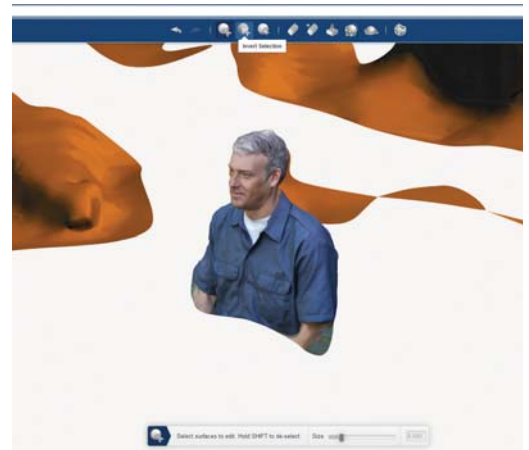 Invert Selection
Select surfaces to edit. Hold SHIFT to de-select
Size